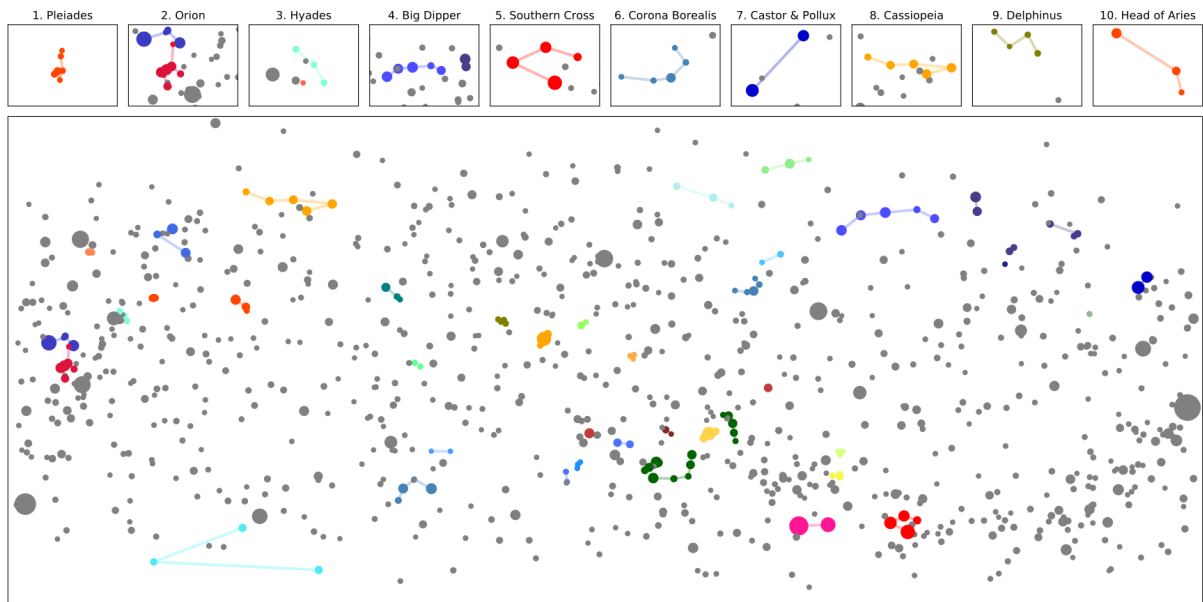 1. Pleiades
2. Orion
3. Hyades
4. Big Dipper
5. Southern Cross
6. Corona Borealis
7. Castor & Pollux
8. Cassiopeia
9. Delphinus
10. Head of Aries